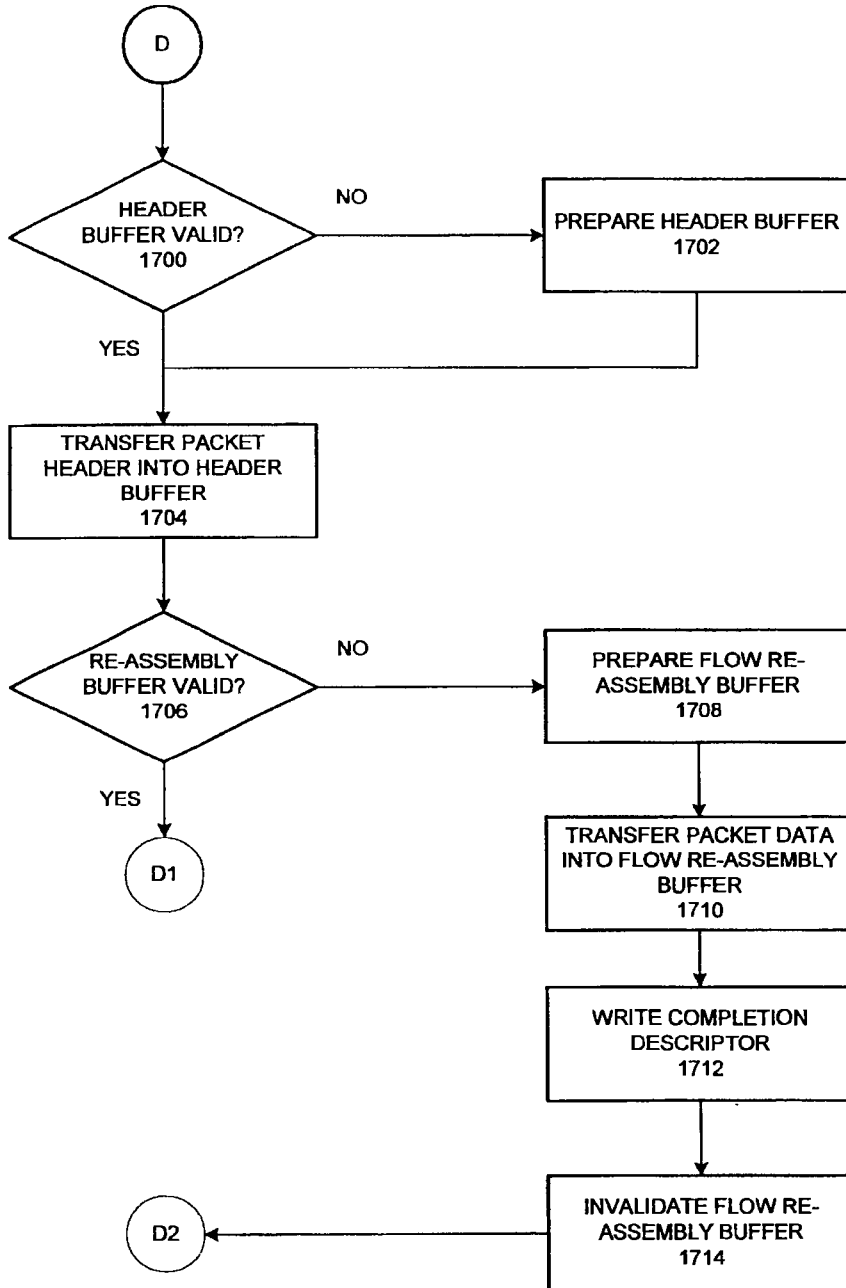 D
HEADER
BUFFER VALID?
1700
NO
PREPARE HEADER BUFFER
1702
YES
TRANSFER PACKET
HEADER INTO HEADER
BUFFER
1704
RE-ASSEMBLY
BUFFER VALID?
1706
NO
PREPARE FLOW RE-
ASSEMBLY BUFFER
1708
YES
D1
TRANSFER PACKET DATA
INTO FLOW RE-ASSEMBLY
BUFFER
1710
WRITE COMPLETION
DESCRIPTOR
1712
INVALIDATE FLOW RE-
ASSEMBLY BUFFER
1714
D2